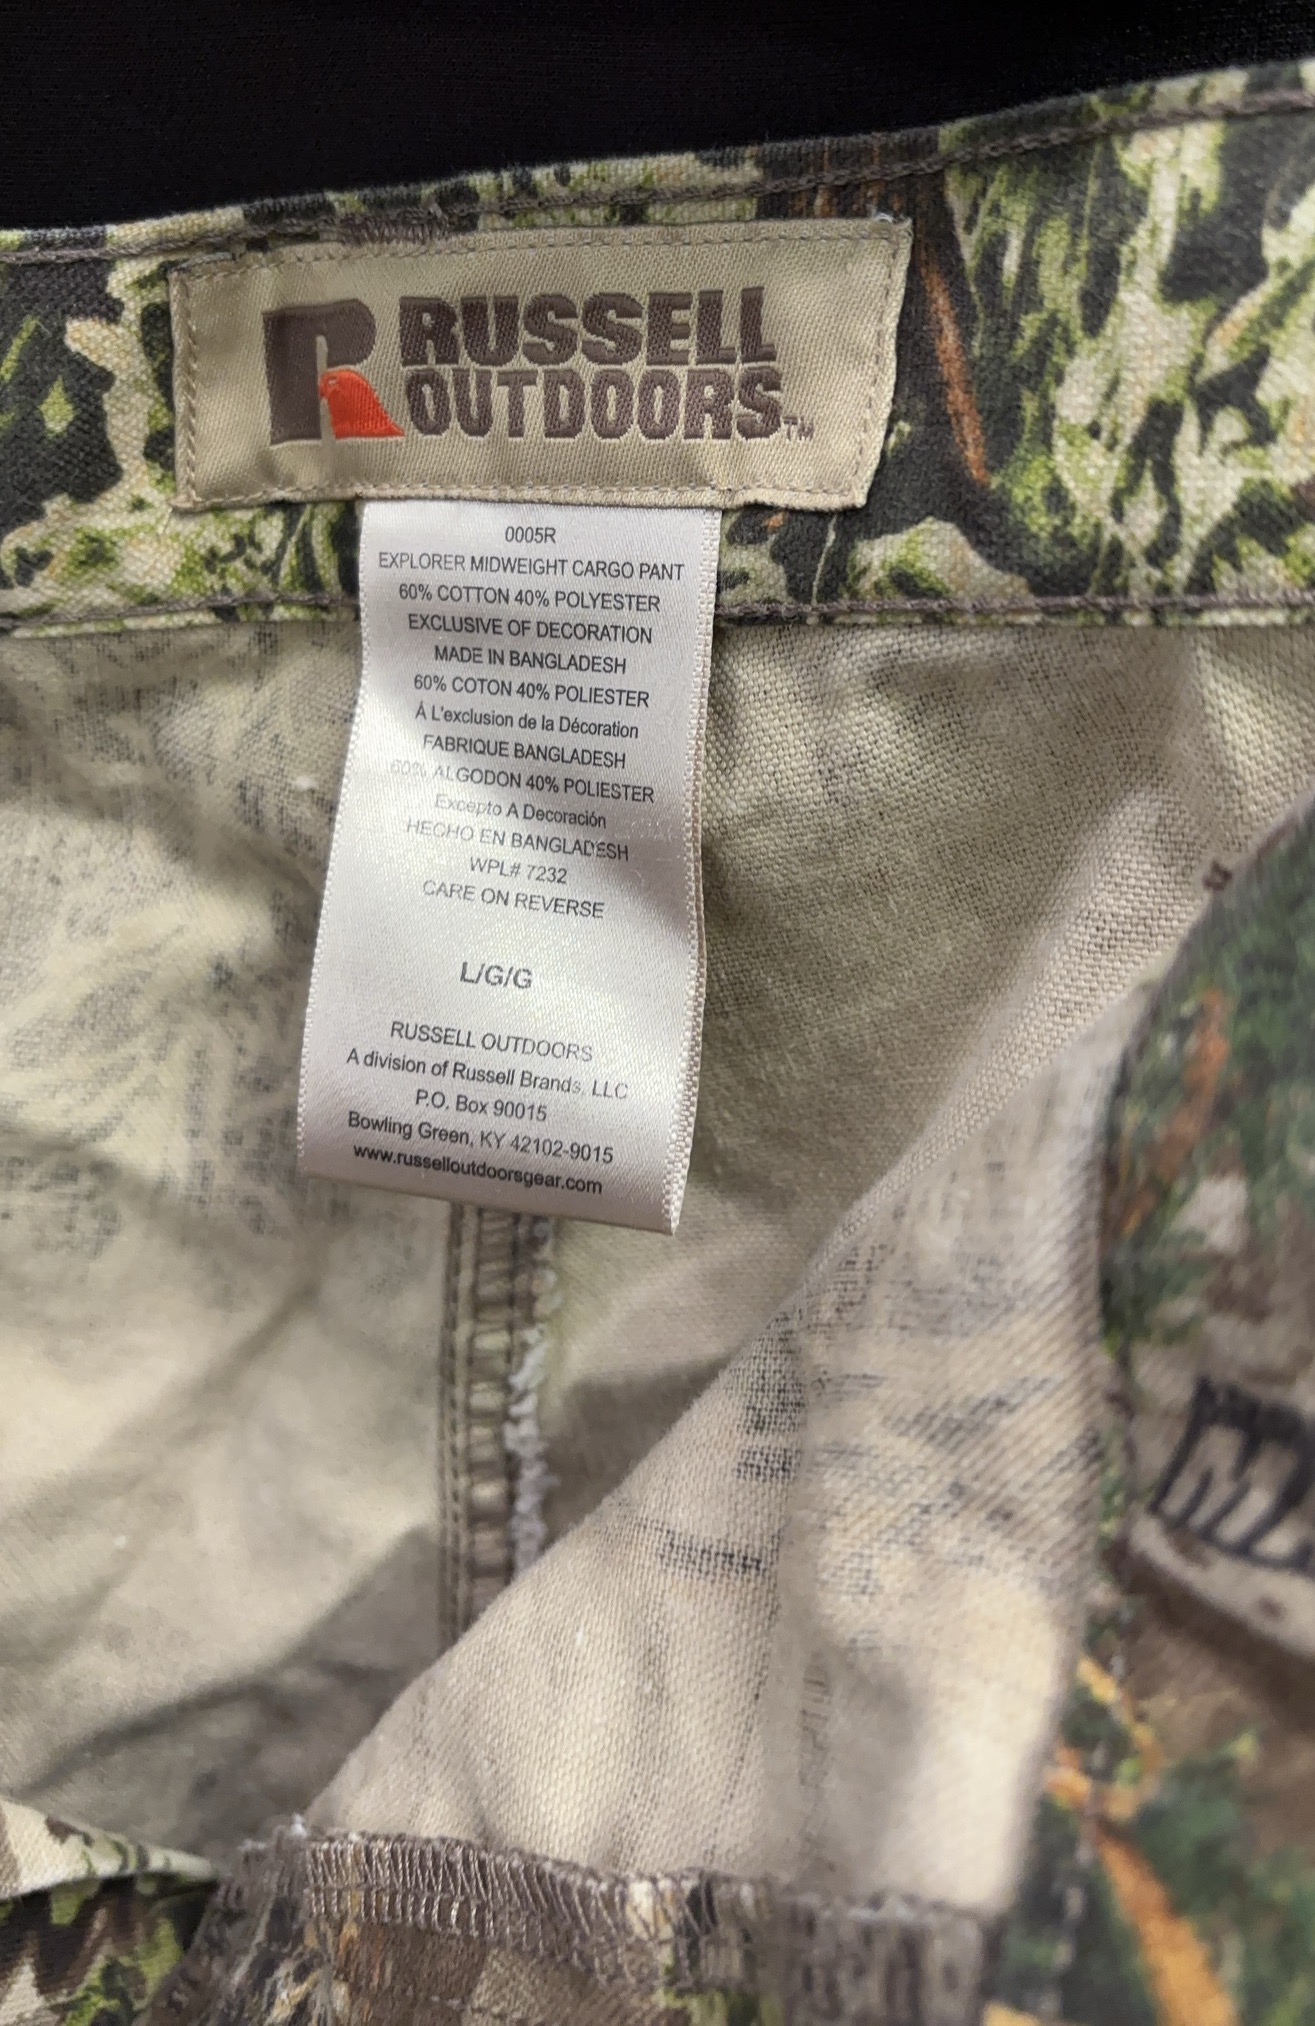 RUSSELL
OUTDOORS™
0005R
EXPLORER MIDWEIGHT CARGO PANT
60% COTTON 40% POLYESTER
EXCLUSIVE OF DECORATION
MADE IN BANGLADESH
60% COTON 40% POLIESTER
À L'exclusion de la Décoration
FABRIQUE BANGLADESH
60% ALGODON 40% POLIESTER
Excepto A Decoración
HECHO EN BANGLADESH
WPL# 7232
CARE ON REVERSE
L/G/G
RUSSELL OUTDOORS
A division of Russell Brands, LLC
P.O. Box 90015
Bowling Green, KY 42102-9015
www.russelloutdoorsgear.com